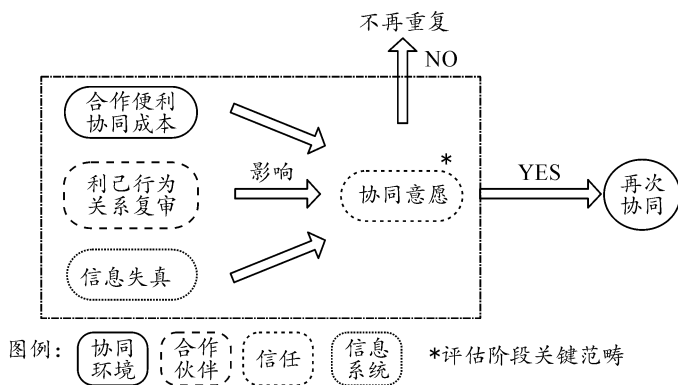 不再重复
NO
合作便利
协同成本
利己行为
关系复审
信息失真
影响
*
协同意愿
YES
再次
协同
图例：
协同
环境
合作
伙伴
信任
信息
系统
*评估阶段关键范畴